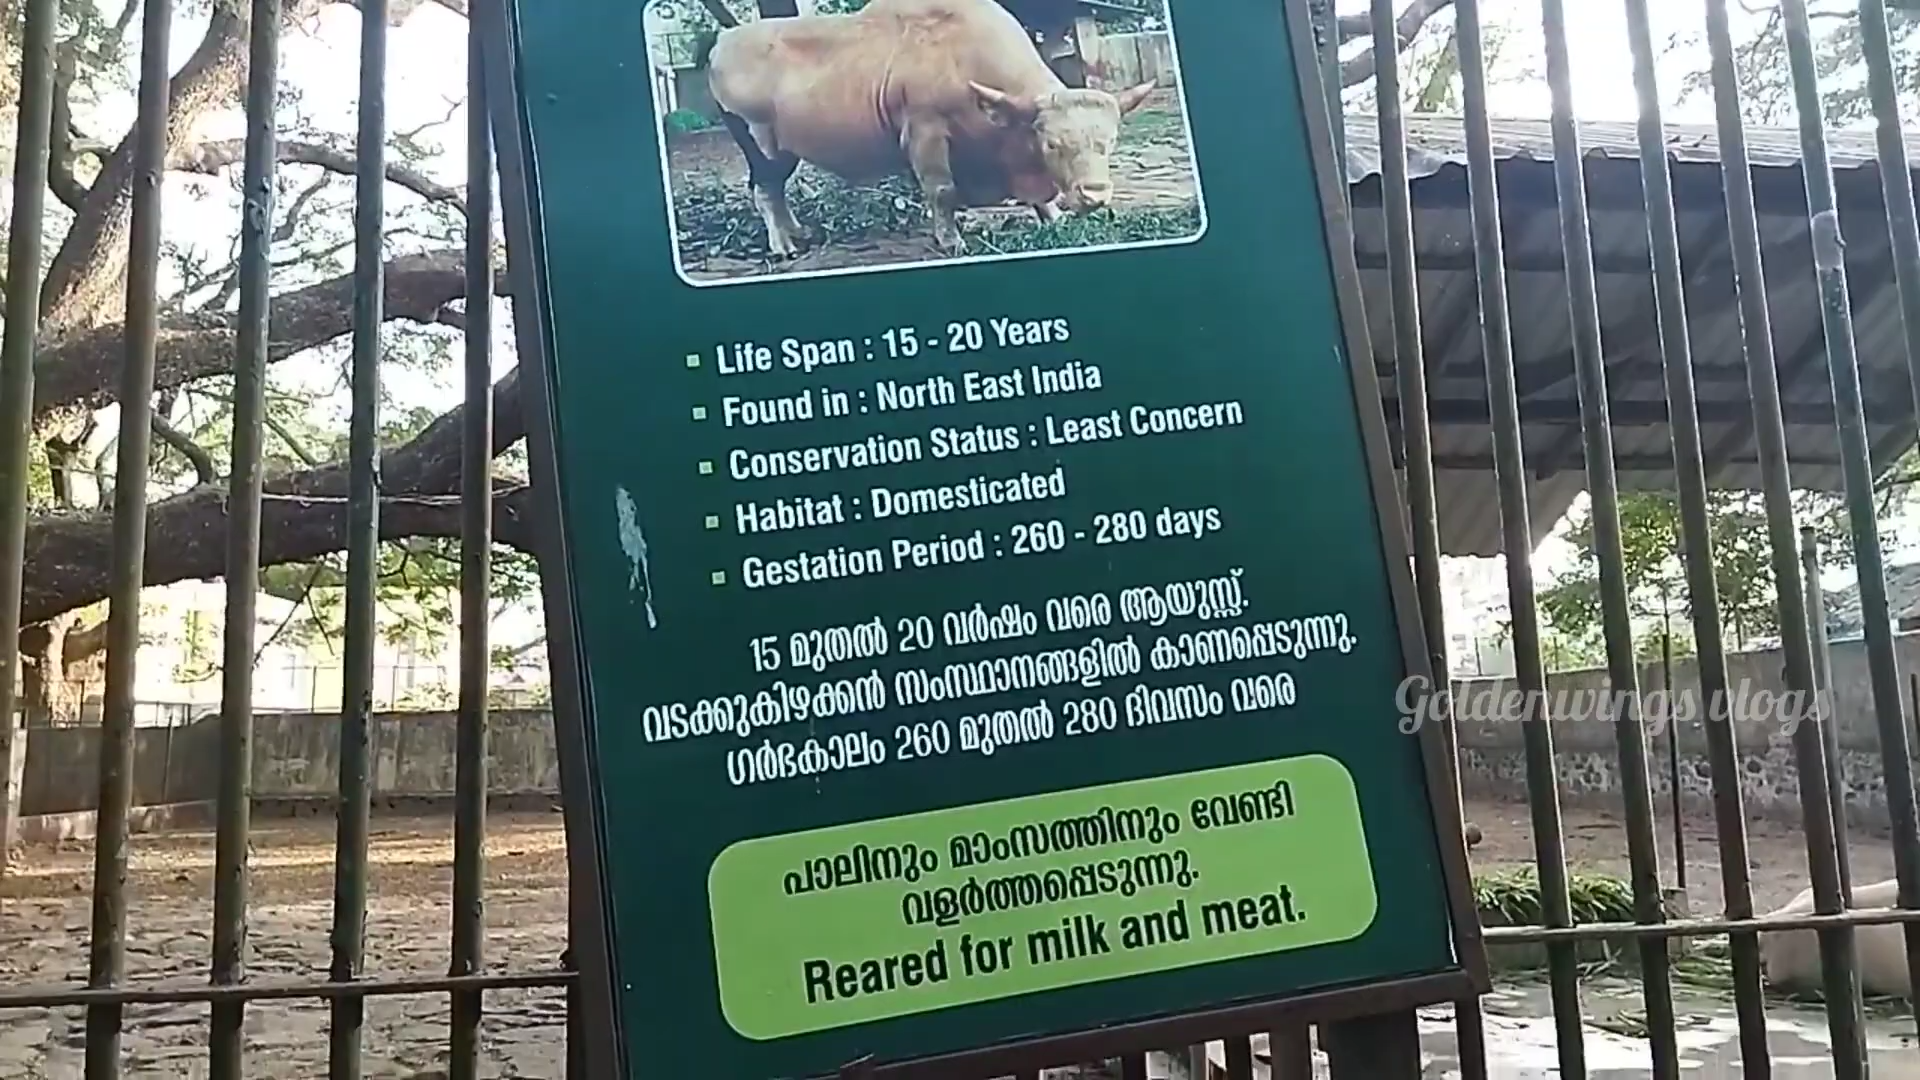 Life Span : 15 - 20 Years
Found in : North East India
Conservation Status : Least Concern
Habitat : Domesticated
Gestation Period : 260 - 280 days
15 മുതൽ 20 വർഷം വരെ ആയുസ്സ്.
വടക്കുകിഴക്കൻ സംസ്ഥാനങ്ങളിൽ കാണപ്പെടുന്നു.
ഗർഭകാലം 260 മുതൽ 280 ദിവസം വരെ
പാലിനും മാംസത്തിനും വേണ്ടി
വളർത്തപ്പെടുന്നു.
Reared for milk and meat.
Goldenwings vlogs